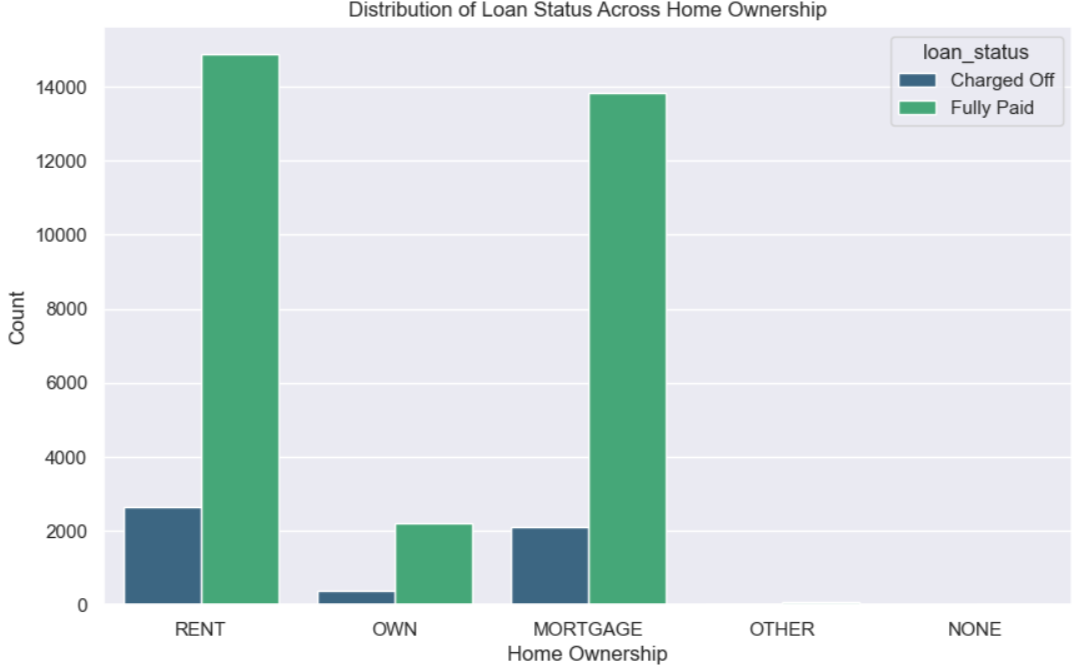 Distribution of Loan Status Across Home Ownership
loan_status
Charged Off
Fully Paid
14000
12000
10000
8000
6000
4000
2000
0
Count
RENT OWN MORTGAGE OTHER NONE
Home Ownership